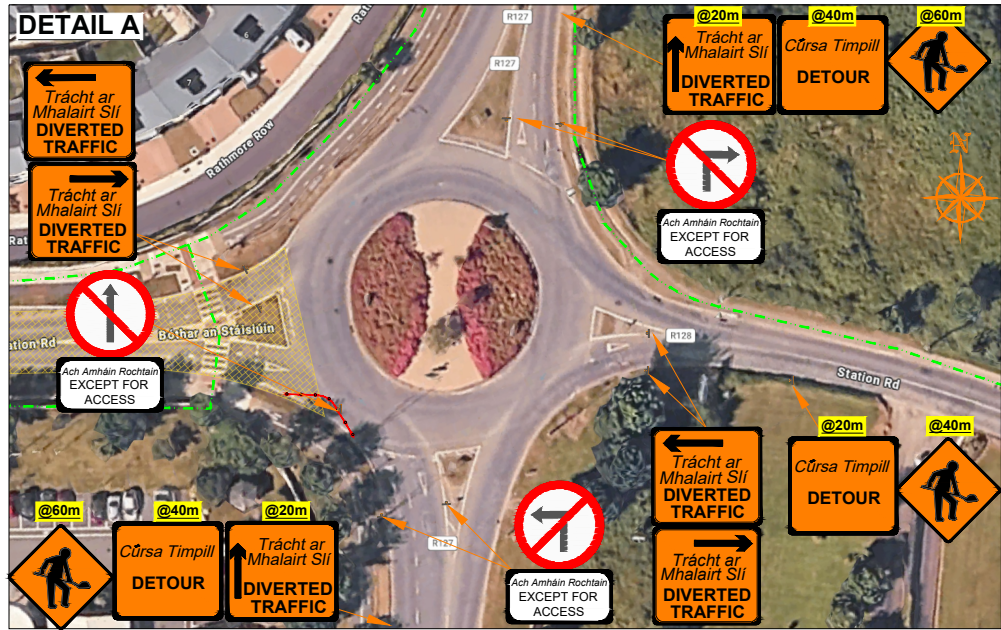 DETAIL A
R127
R127
@20m
@40m
@60m
Trácht ar
Mhalairt Slí
DIVERTED
TRAFFIC
Cúrsa Timpill
DETOUR
6
7
Rathmore Row
Trácht ar
Mhalairt Slí
DIVERTED
TRAFFIC
Trácht ar
Mhalairt Slí
DIVERTED
TRAFFIC
Ach Amháin Rochtain
EXCEPT FOR
ACCESS
N
Rat
Bóthar an Stáisiúin
ation Rd
Ach Amháin Rochtain
EXCEPT FOR
ACCESS
R128
Station Rd
@20m
@40m
Cúrsa Timpill
DETOUR
Trácht ar
Mhalairt Slí
DIVERTED
TRAFFIC
Trácht ar
Mhalairt Slí
DIVERTED
TRAFFIC
@60m
@40m
@20m
Cúrsa Timpill
DETOUR
Trácht ar
Mhalairt Slí
DIVERTED
TRAFFIC
R127
Ach Amháin Rochtain
EXCEPT FOR
ACCESS